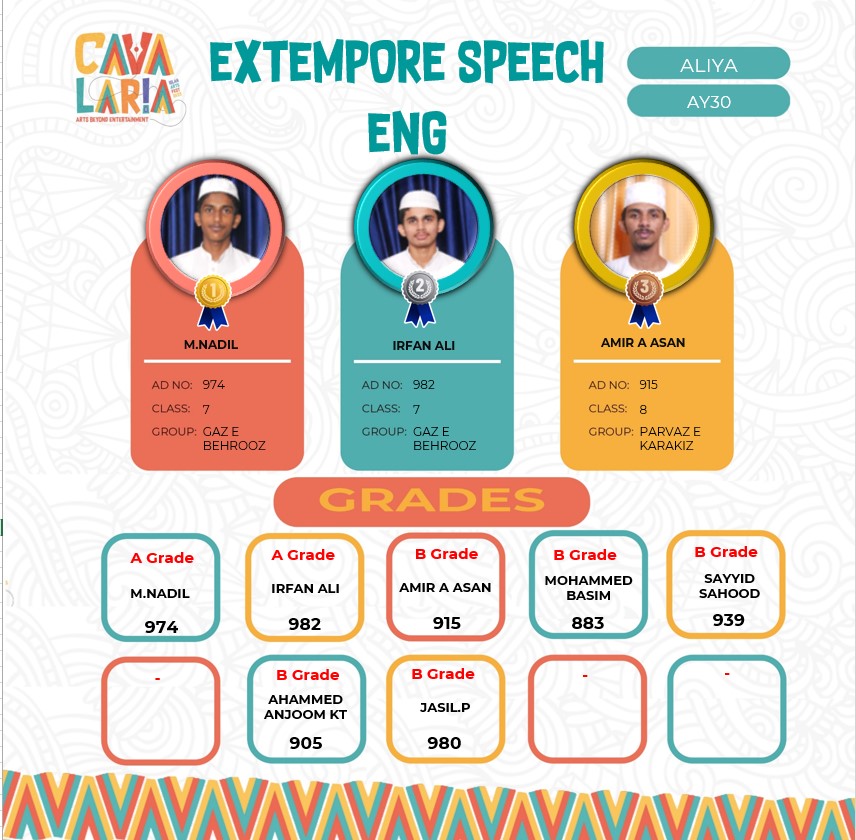 CAVA
LARIA
ARTS BEYOND ENTERTAINMENT
EXTEMPORE SPEECH
ENG
ALIYA
AY30
1
2
3
M.NADIL
AD NO: 974
CLASS: 7
GROUP: GAZ E
BEHROOZ
IRFAN ALI
AD NO: 982
CLASS: 7
GROUP: GAZ E
BEHROOZ
AMIR A ASAN
AD NO: 915
CLASS: 8
GROUP: PARVAZ E
KARAKIZ
GRADES
A Grade
M.NADIL
974
A Grade
IRFAN ALI
982
B Grade
AMIR A ASAN
915
B Grade
MOHAMMED
BASIM
883
B Grade
SAYYID
SAHOOD
939
-
B Grade
AHAMMED
ANJOOM KT
905
B Grade
JASIL.P
980
-
-